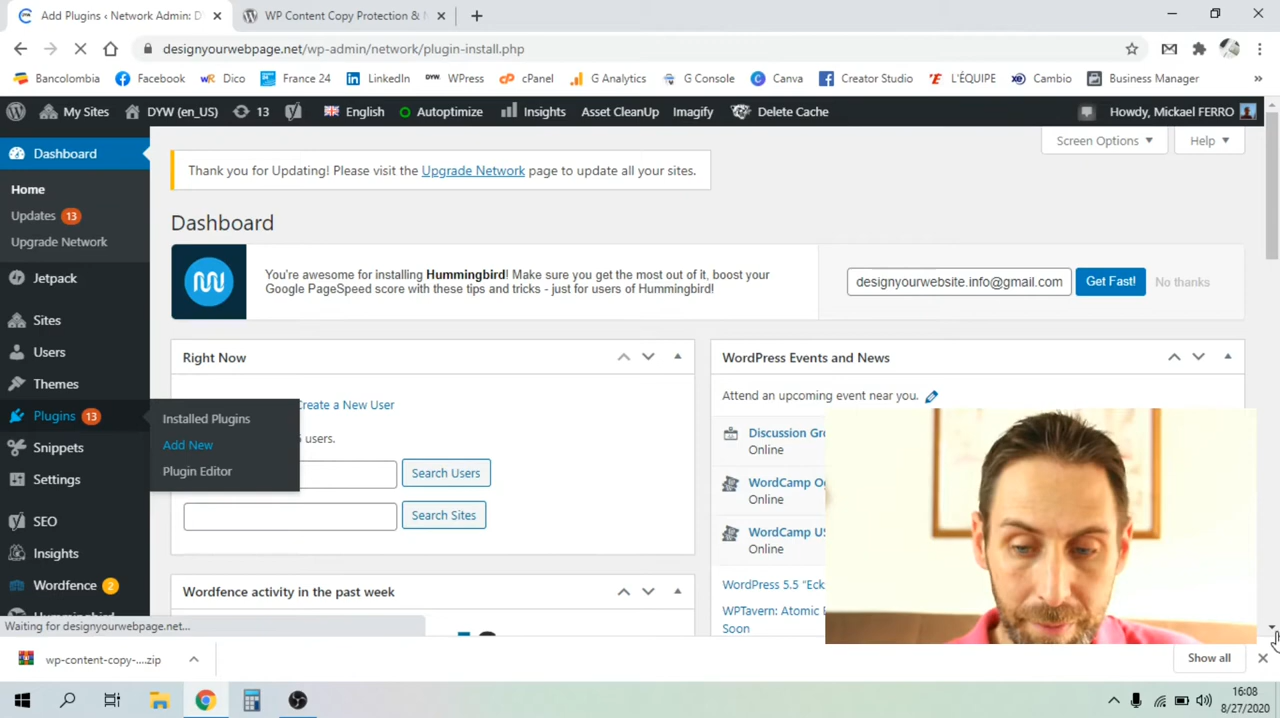 Add Plugins ‹ Network Admin: D
WP Content Copy Protection &
designyourwebpage.net/wp-admin/network/plugin-install.php
Bancolombia
Facebook
Dico
France 24
LinkedIn
WPress
cPanel
G Analytics
G Console
Canva
Creator Studio
L'ÉQUIPE
Cambio
Business Manager
My Sites
DYW (en_US)
13
English
Autoptimize
Insights
Asset CleanUp
Imagify
Delete Cache
Howdy, Mickael FERRO
Screen Options
Help
Dashboard
Home
Updates 13
Upgrade Network
Jetpack
Sites
Users
Themes
Plugins 13
Snippets
Settings
SEO
Insights
Wordfence 2
Hummingbird
Installed Plugins
Add New
Plugin Editor
Thank you for Updating! Please visit the Upgrade Network page to update all your sites.
Dashboard
You're awesome for installing Hummingbird! Make sure you get the most out of it, boost your
Google PageSpeed score with these tips and tricks - just for users of Hummingbird!
designyourwebsite.info@gmail.com
Get Fast!
No thanks
Right Now
Create a New User
users.
Search Users
Search Sites
Wordfence activity in the past week
WordPress Events and News
Attend an upcoming event near you.
Discussion Gr
Online
WordCamp O
Online
WordCamp US
Online
WordPress 5.5 "Eck
WPTavern: Atomic
Soon
Waiting for designyourwebpage.net...
wp-content-copy-....zip
Show all
16:08
8/27/2020